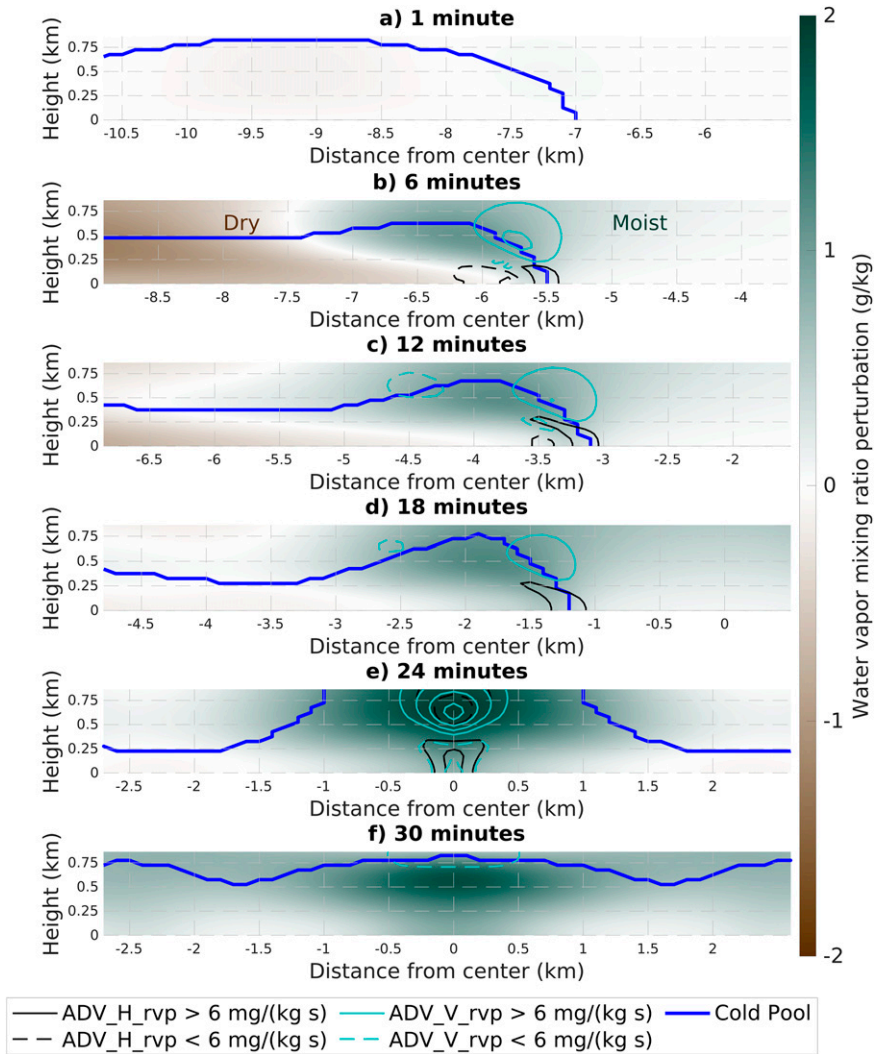 a) 1 minute
Height (km)
0.75
0.5
0.25
0
-10.5 -10 -9.5 -9 -8.5 -8 -7.5 -7 -6.5 -6
Distance from center (km)
b) 6 minutes
Height (km)
0.75
0.5
0.25
0
Dry Moist
-8.5 -8 -7.5 -7 -6.5 -6 -5.5 -5 -4.5 -4
Distance from center (km)
c) 12 minutes
Height (km)
0.75
0.5
0.25
0
-6.5 -6 -5.5 -5 -4.5 -4 -3.5 -3 -2.5 -2
Distance from center (km)
d) 18 minutes
Height (km)
0.75
0.5
0.25
0
-4.5 -4 -3.5 -3 -2.5 -2 -1.5 -1 -0.5 0
Distance from center (km)
e) 24 minutes
Height (km)
0.75
0.5
0.25
0
-2.5 -2 -1.5 -1 -0.5 0 0.5 1 1.5 2
Distance from center (km)
f) 30 minutes
Height (km)
0.75
0.5
0.25
0
-2.5 -2 -1.5 -1 -0.5 0 0.5 1 1.5 2
Distance from center (km)
2
1
0
-1
-2
Water vapor mixing ratio perturbation (g/kg)
ADV_H_rvp > 6 mg/(kg s) ADV_V_rvp > 6 mg/(kg s) Cold Pool
ADV_H_rvp < 6 mg/(kg s) ADV_V_rvp < 6 mg/(kg s)